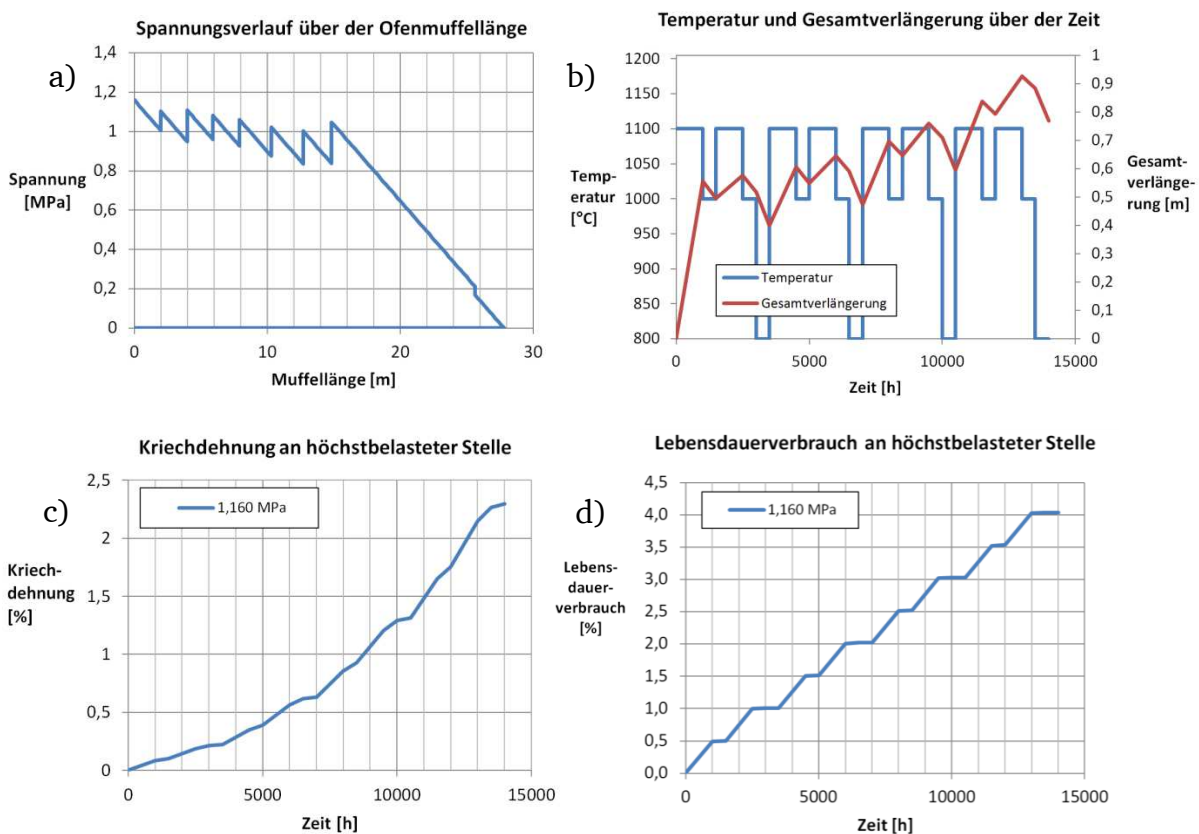 Spannungsverlauf über der Ofenmuffellänge
a)
Spannung
[MPa]
1,4
1,2
1
0,8
0,6
0,4
0,2
0
0
10
20
30
Muffellänge [m]
Temperatur und Gesamtverlängerung über der Zeit
b)
Temp-
eratur
[°C]
1200
1150
1100
1050
1000
950
900
850
800
1
0,9
0,8
0,7
0,6
0,5
0,4
0,3
0,2
0,1
0
Gesamt-
verlänge-
rung [m]
Temperatur
Gesamtverlängerung
0
5000
10000
15000
Zeit [h]
Kriechdehnung an höchstbelasteter Stelle
c)
1,160 MPa
Kriech-
dehnung
[%]
2,5
2
1,5
1
0,5
0
0
5000
10000
15000
Zeit [h]
Lebensdauerverbrauch an höchstbelasteter Stelle
d)
1,160 MPa
Lebens-
dauer-
verbrauch
[%]
4,5
4,0
3,5
3,0
2,5
2,0
1,5
1,0
0,5
0,0
0
5000
10000
15000
Zeit [h]